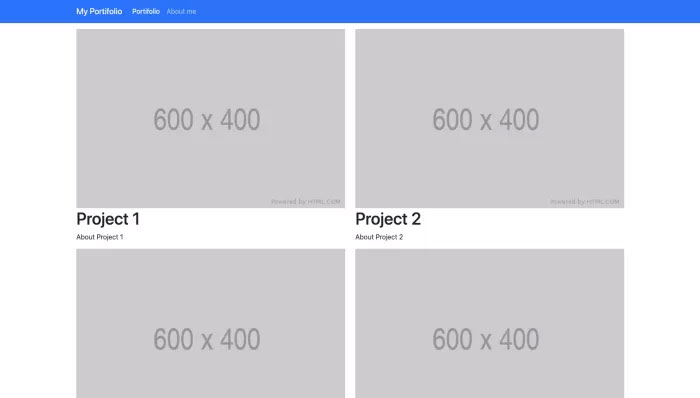 My Portifolio Portifolio About me
600 x 400
Powered by HTML.COM
600 x 400
Powered by HTML.COM
Project 1
About Project 1
Project 2
About Project 2
600 x 400
600 x 400